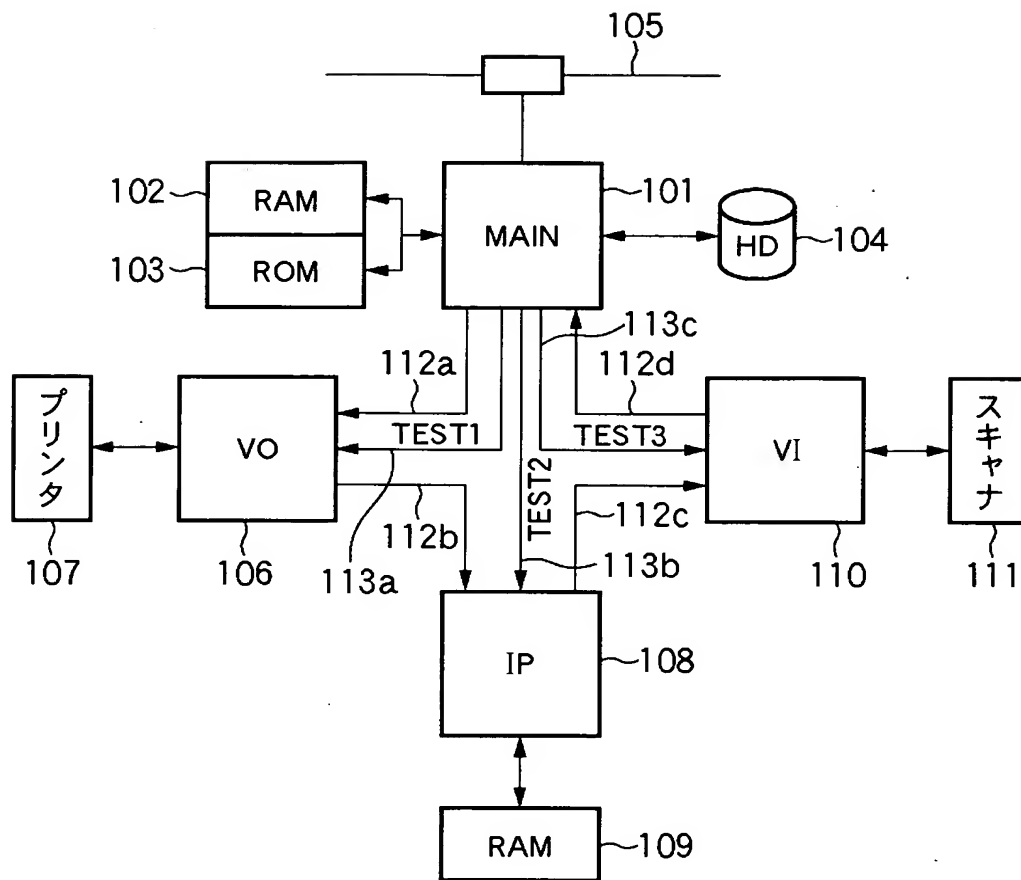 105
102
RAM
103
ROM
MAIN
101
HD
104
113c
112a
112d
プリンタ
VO
TEST1
TEST2
TEST3
VI
スキャナ
112b
112c
107
106
113a
113b
110
111
IP
108
RAM
109